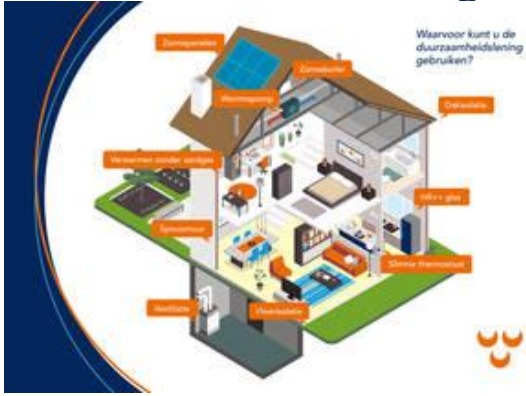 Waarvoor kunt u de
duurzaamheidslening
gebruiken?
Zonnepanelen
Zonneboiler
Warmtepomp
Dakisolatie
Verwarmen zonder aardgas
HR++ glas
Spouwmuur
Slimme thermostaat
Ventilatie
Vloerisolatie